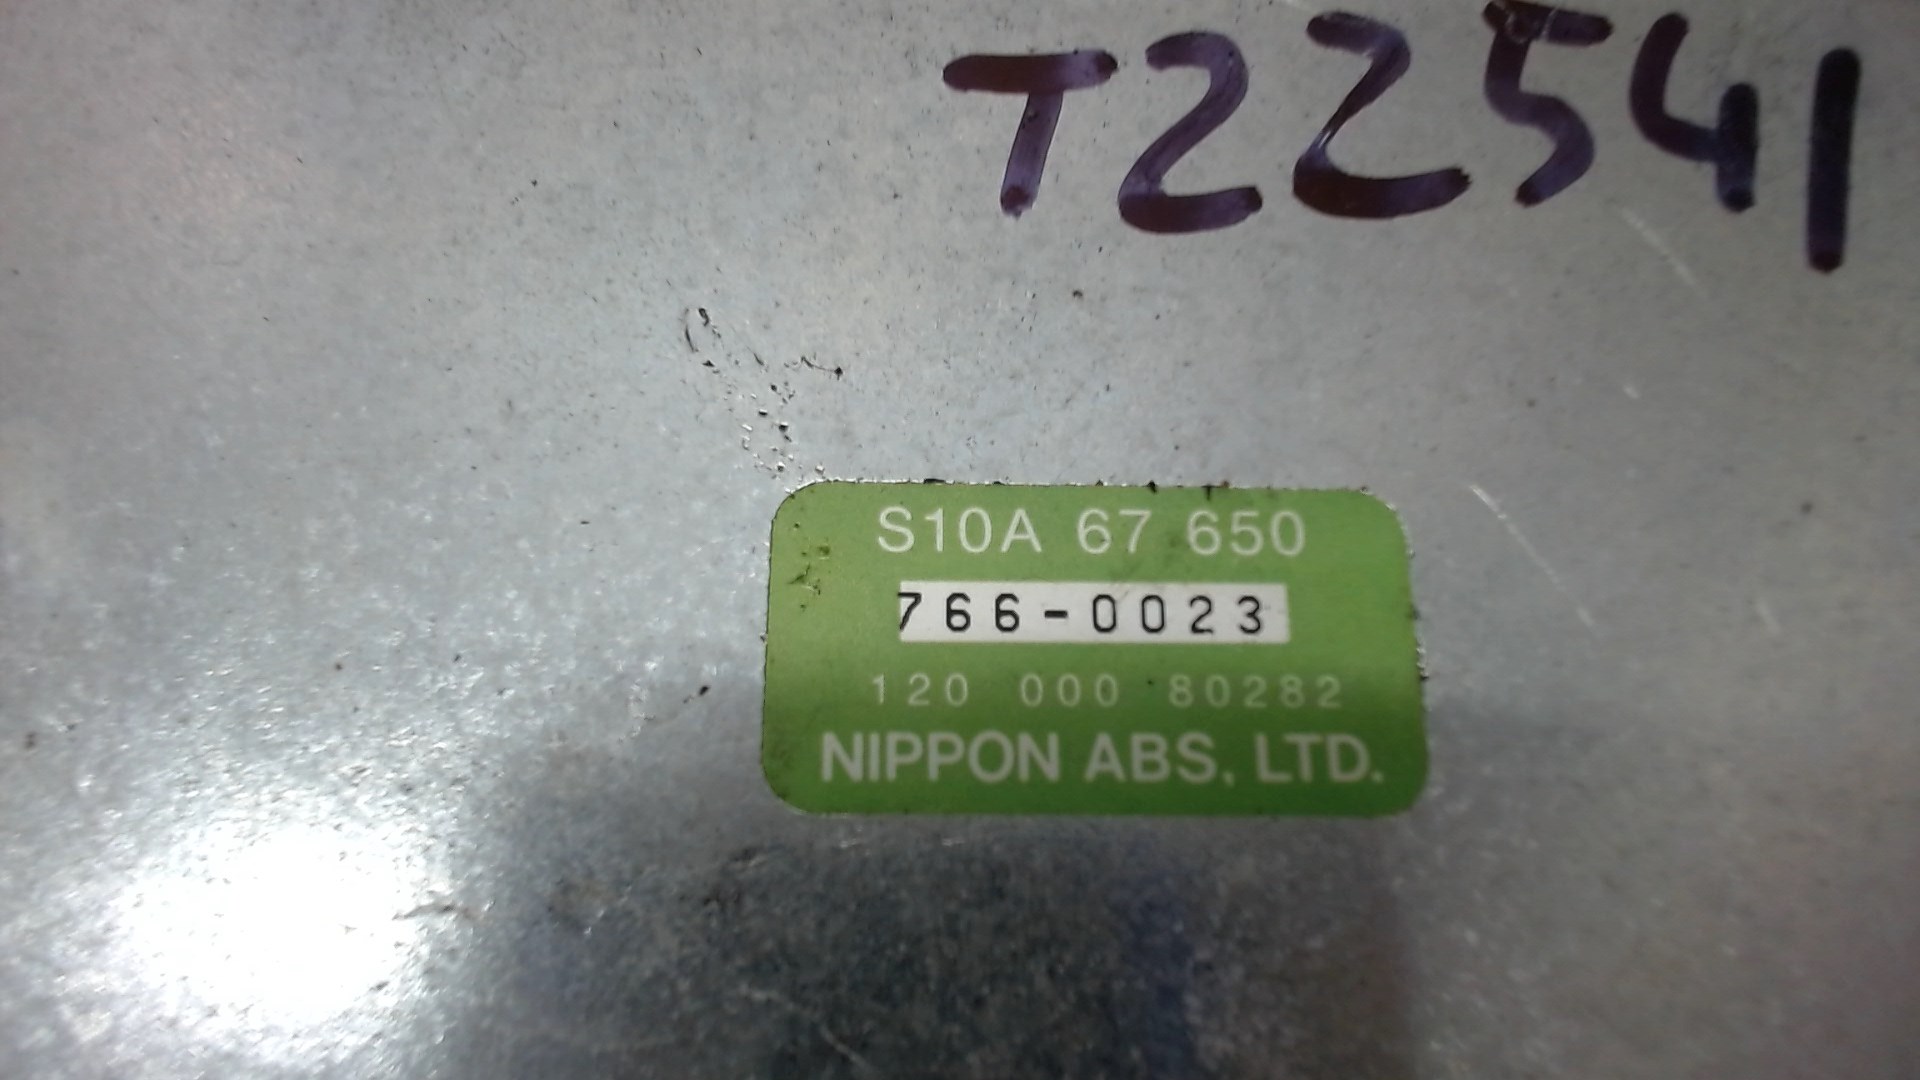 T22541
S10A 67 650
766-0023
120 000 80282
NIPPON ABS, LTD.